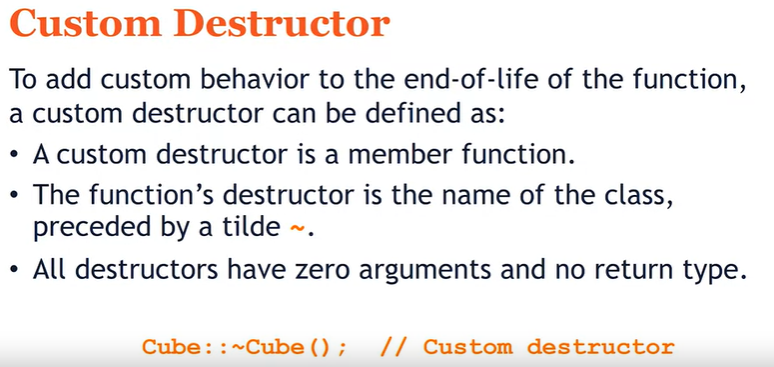 Custom Destructor
To add custom behavior to the end-of-life of the function,
a custom destructor can be defined as:
• A custom destructor is a member function.
• The function’s destructor is the name of the class,
preceded by a tilde ~.
• All destructors have zero arguments and no return type.
Cube::~Cube(); // Custom destructor